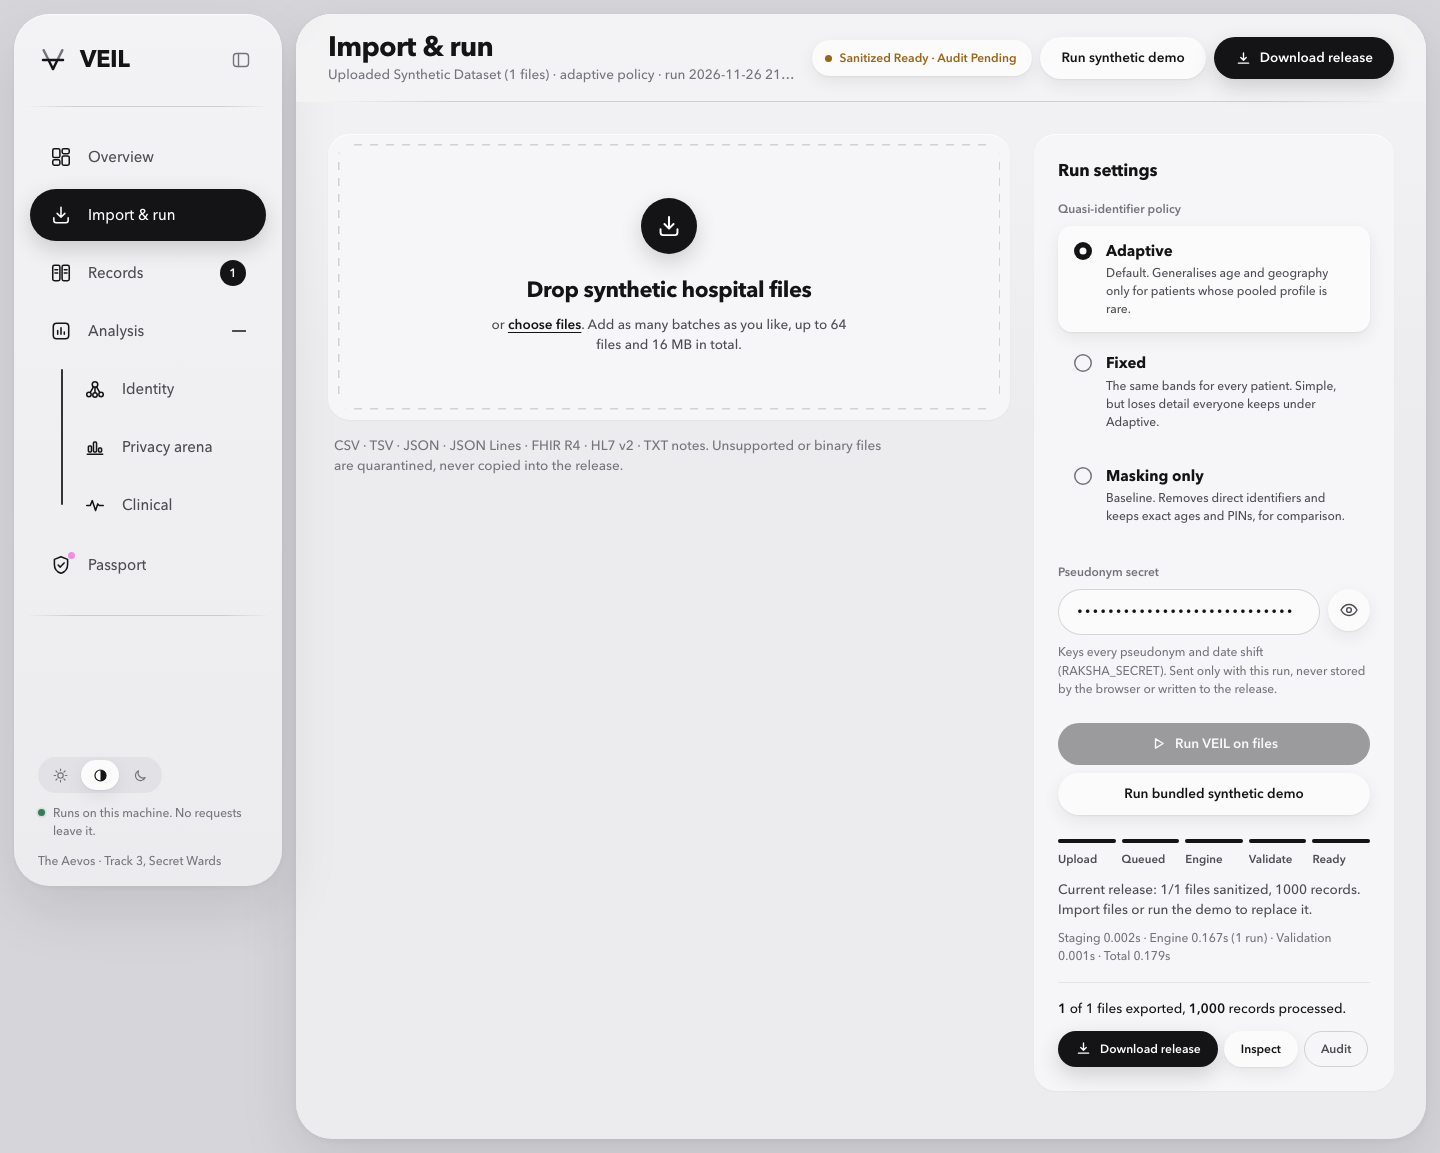 VEIL
Overview
Import & run
Records
1
Analysis
Identity
Privacy arena
Clinical
Passport
Runs on this machine. No requests
leave it.
The Aevos · Track 3, Secret Wards
Import & run
Uploaded Synthetic Dataset (1 files) · adaptive policy · run 2026-11-26 21…
Sanitized Ready · Audit Pending
Run synthetic demo
Download release
Drop synthetic hospital files
or choose files. Add as many batches as you like, up to 64
files and 16 MB in total.
CSV · TSV · JSON · JSON Lines · FHIR R4 · HL7 v2 · TXT notes. Unsupported or binary files
are quarantined, never copied into the release.
Run settings
Quasi-identifier policy
Adaptive
Default. Generalises age and geography
only for patients whose pooled profile is
rare.
Fixed
The same bands for every patient. Simple,
but loses detail everyone keeps under
Adaptive.
Masking only
Baseline. Removes direct identifiers and
keeps exact ages and PINs, for comparison.
Pseudonym secret
Keys every pseudonym and date shift
(RAKSHA_SECRET). Sent only with this run, never stored
by the browser or written to the release.
Run VEIL on files
Run bundled synthetic demo
Upload Queued Engine Validate Ready
Current release: 1/1 files sanitized, 1000 records.
Import files or run the demo to replace it.
Staging 0.002s · Engine 0.167s (1 run) · Validation
0.001s · Total 0.179s
1 of 1 files exported, 1,000 records processed.
Download release
Inspect
Audit